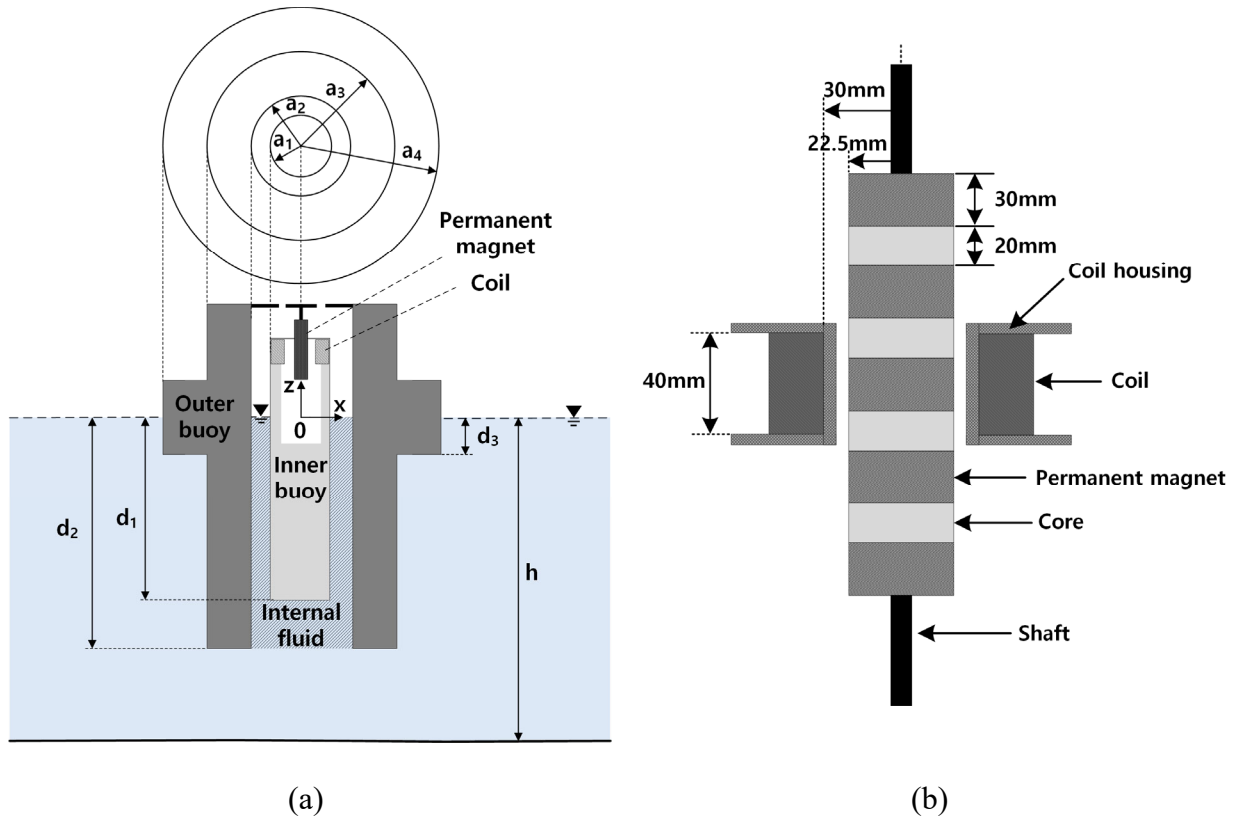 a₁
a₂
a₃
a₄
Permanent
magnet
Coil
z
x
0
Outer
buoy
Inner
buoy
d₃
d₁
d₂
h
Internal
fluid
(a)
30mm
22.5mm
30mm
20mm
Coil housing
40mm
Coil
Permanent magnet
Core
Shaft
(b)